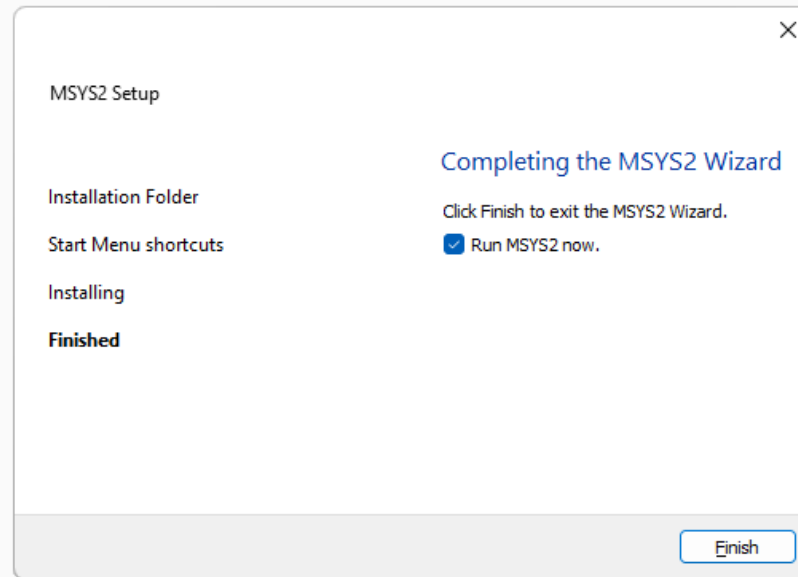 MSYS2 Setup
Installation Folder
Start Menu shortcuts
Installing
Finished
Completing the MSYS2 Wizard
Click Finish to exit the MSYS2 Wizard.
Run MSYS2 now.
Finish